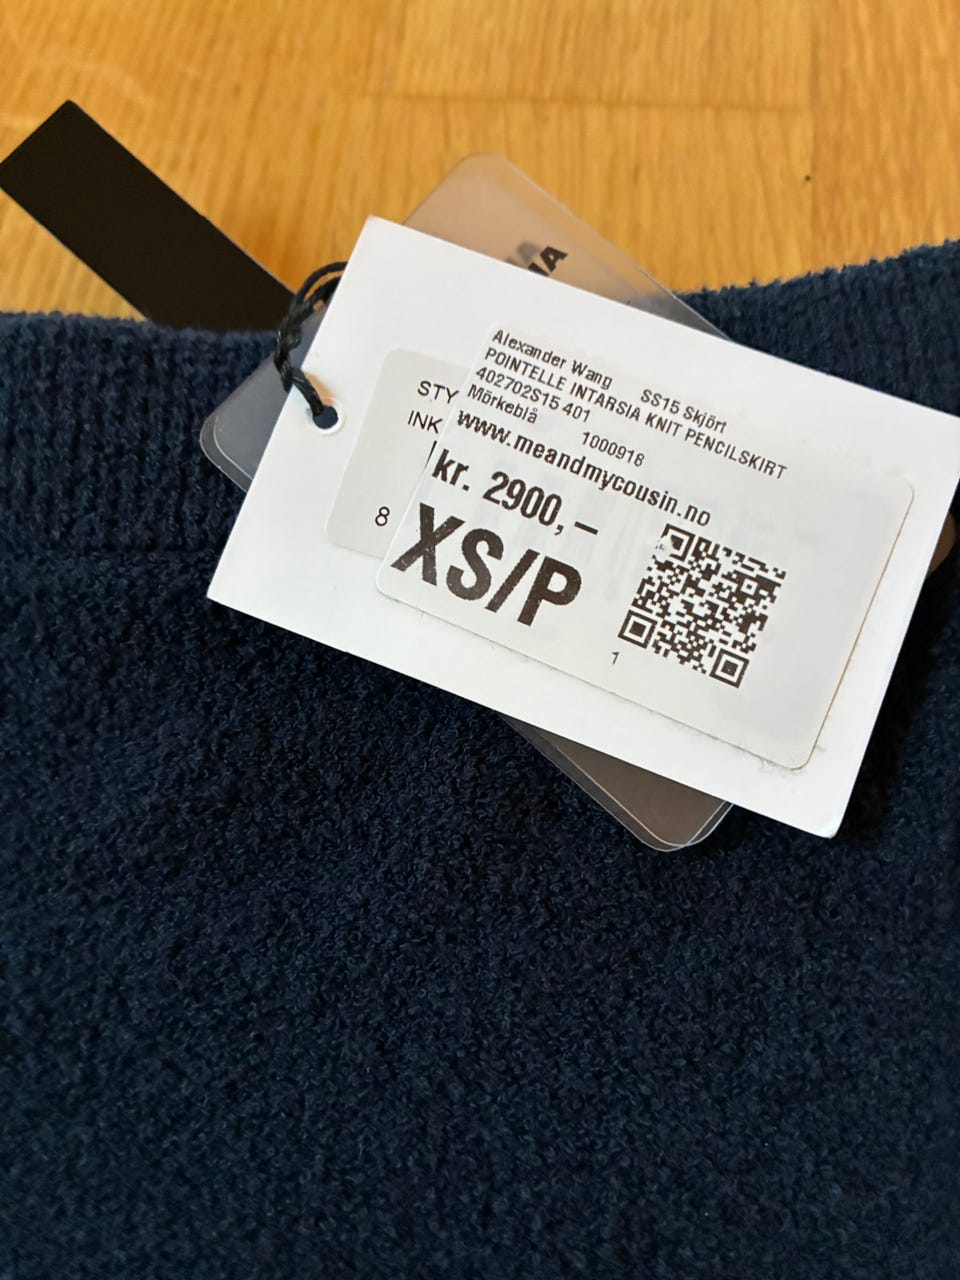 Alexander Wang SS15 Skjört
POINTELLE INTARSIA KNIT PENCILSKIRT
402702S15 401
Mörkeblå 1000918
www.meandmycousin.no
kr. 2900,–
XS/P
1
STY
INK
8